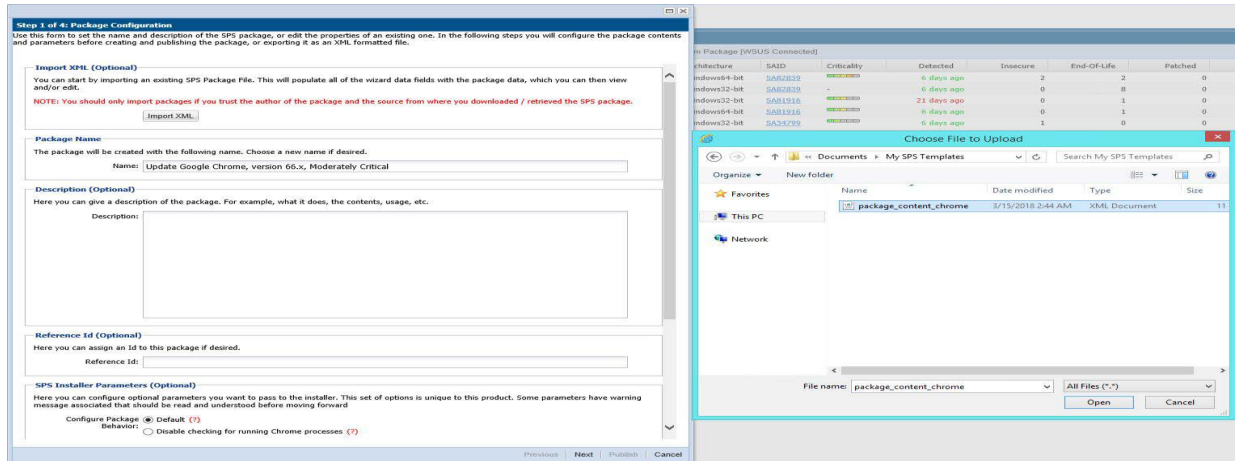 Step 1 of 4: Package Configuration
Use this form to set the name and description of the SPS package, or edit the properties of an existing one. In the following steps you will configure the package contents
and parameters before creating and publishing the package, or exporting it as an XML formatted file.
Import XML (Optional)
You can start by importing an existing SPS Package File. This will populate all of the wizard data fields with the package data, which you can then view
and/or edit.
NOTE: You should only import packages if you trust the author of the package and the source from where you downloaded / retrieved the SPS package.
Import XML
Package Name
The package will be created with the following name. Choose a new name if desired.
Name: Update Google Chrome, version 66.x, Moderately Critical
Description (Optional)
Here you can give a description of the package. For example, what it does, the contents, usage, etc.
Description:
Reference Id (Optional)
Here you can assign an Id to this package if desired.
Reference Id:
SPS Installer Parameters (Optional)
Here you can configure optional parameters you want to pass to the installer. This set of options is unique to this product. Some parameters have warning
message associated that should be read and understood before moving forward
Configure Package Behavior: Default (?)
Disable checking for running Chrome processes (?)
Previous Next Publish Cancel
m Package [WSUS Connected]
chitecture SAID Criticality Detected Insecure End-Of-Life Patched
indows64-bit SA82839 6 days ago 2 2 0
indows32-bit SA82839 - 6 days ago 0 8 0
indows32-bit SA81916 21 days ago 0 1 0
indows64-bit SA81916 6 days ago 0 1 0
indows32-bit SA54799 6 days ago 1 0 0
Choose File to Upload
« Documents My SPS Templates Search My SPS Templates
Organize New folder
Favorites
This PC
Network
Name Date modified Type Size
package_content_chrome 3/15/2018 2:44 AM XML Document 11
File name: package_content_chrome All Files (*.*)
Open Cancel